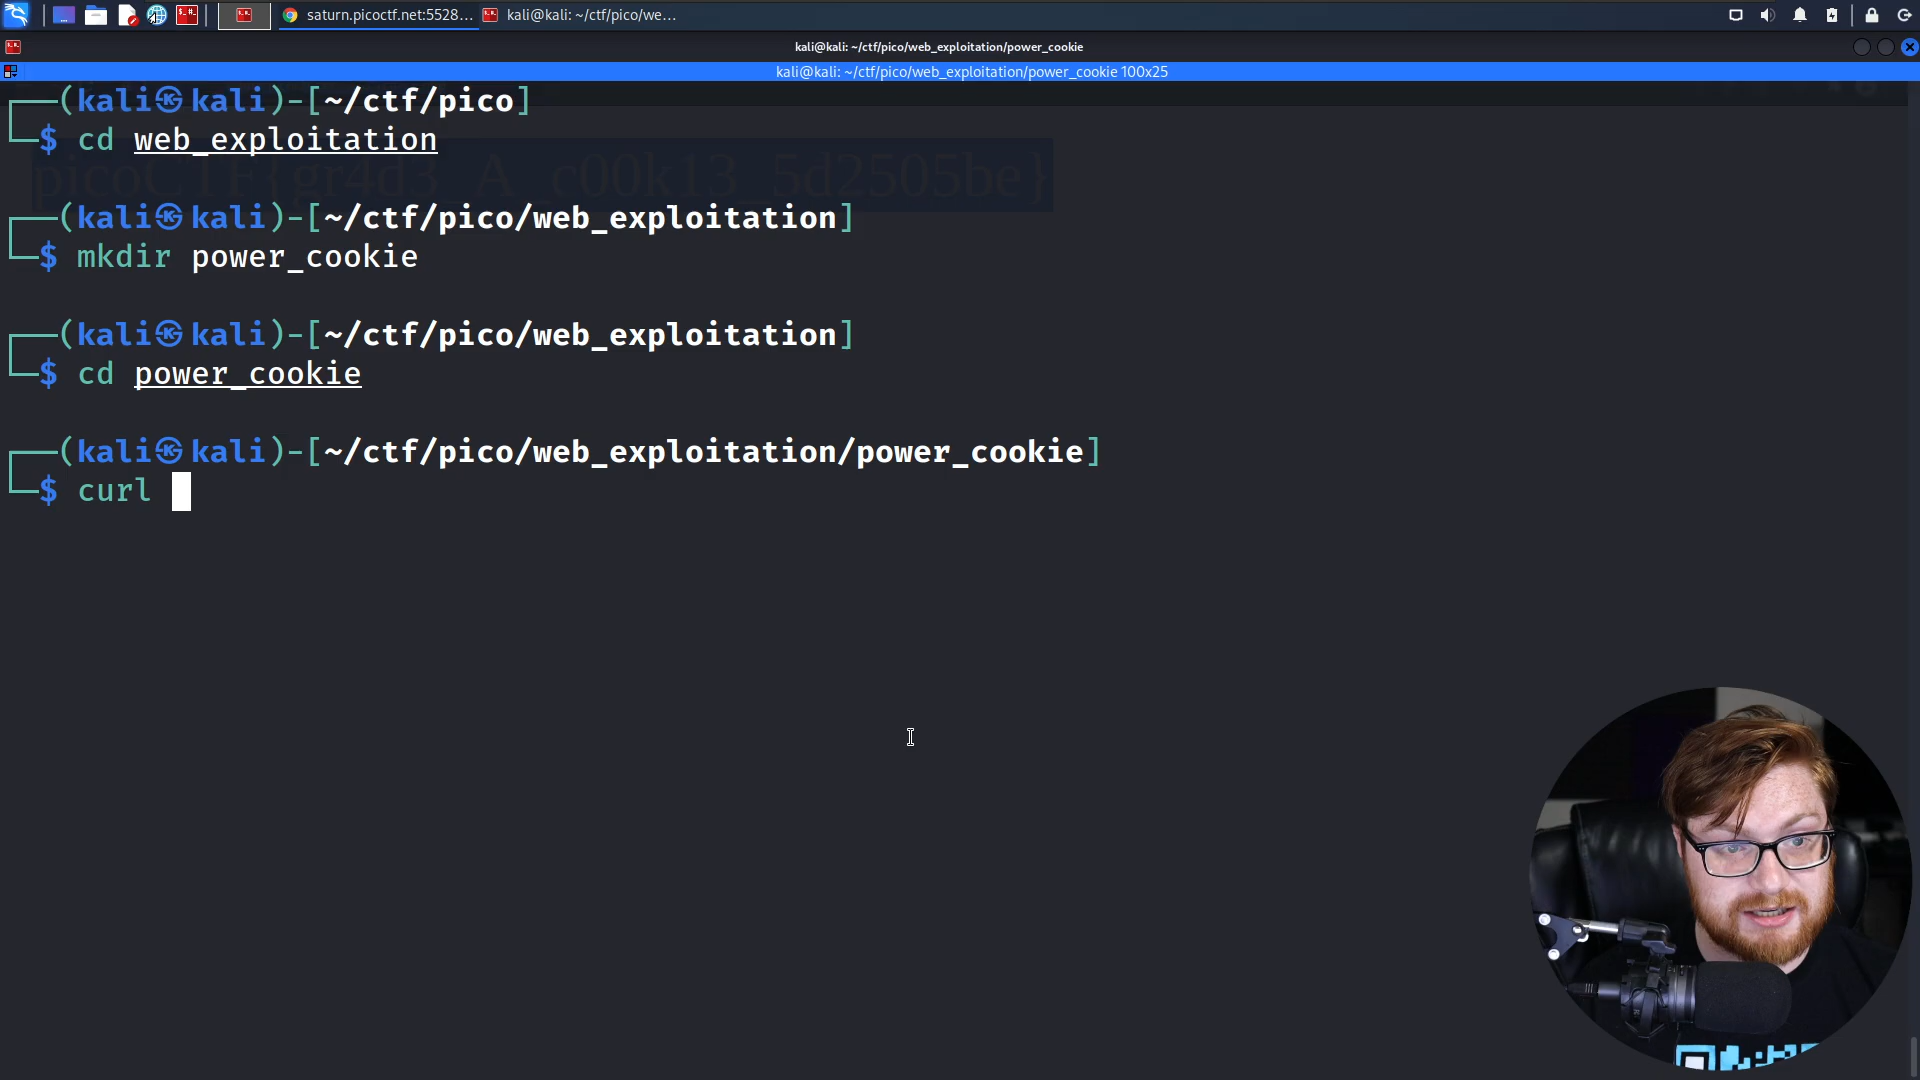 saturn.picoctf.net:5528...
kali@kali: ~/ctf/pico/we...
kali@kali: ~/ctf/pico/web_exploitation/power_cookie
kali@kali: ~/ctf/pico/web_exploitation/power_cookie 100x25
(kali㉿kali)-[~/ctf/pico]
$ cd web_exploitation
picoCTF{gr4d3_A_c00k13_5d2505be}
(kali㉿kali)-[~/ctf/pico/web_exploitation]
$ mkdir power_cookie
(kali㉿kali)-[~/ctf/pico/web_exploitation]
$ cd power_cookie
(kali㉿kali)-[~/ctf/pico/web_exploitation/power_cookie]
$ curl